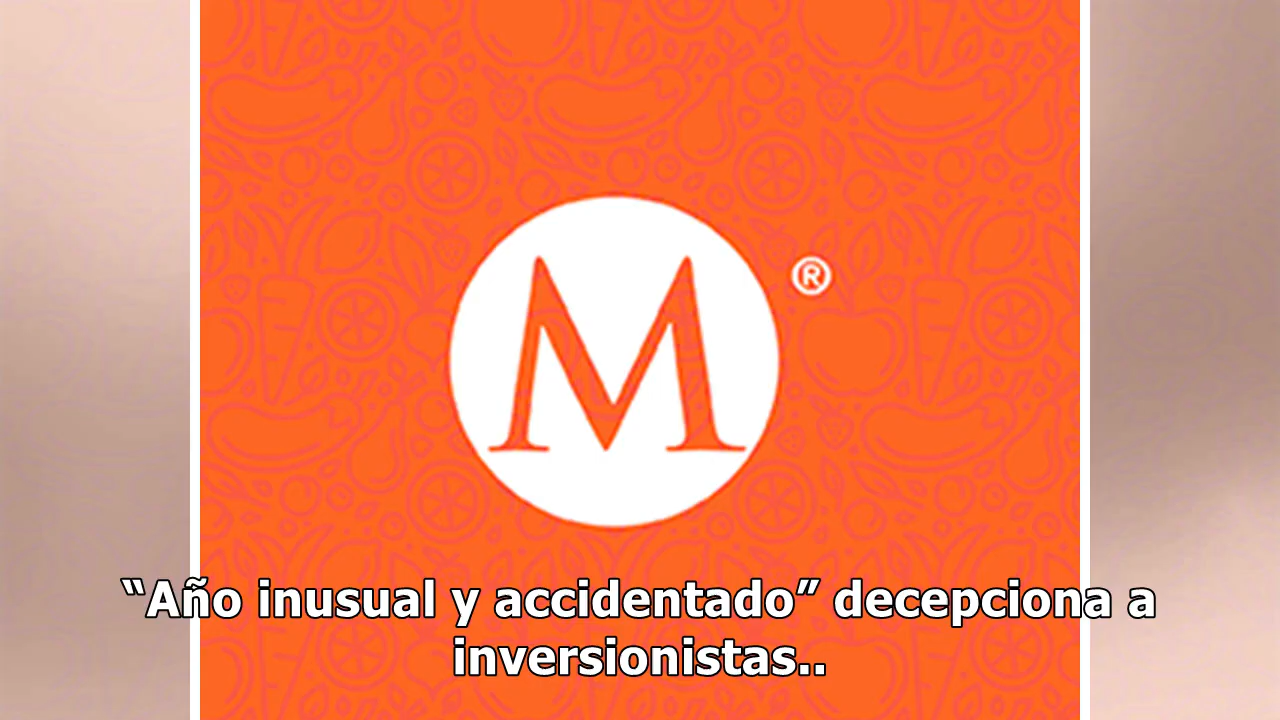 M
®
“Año inusual y accidentado” decepciona a
inversionistas..